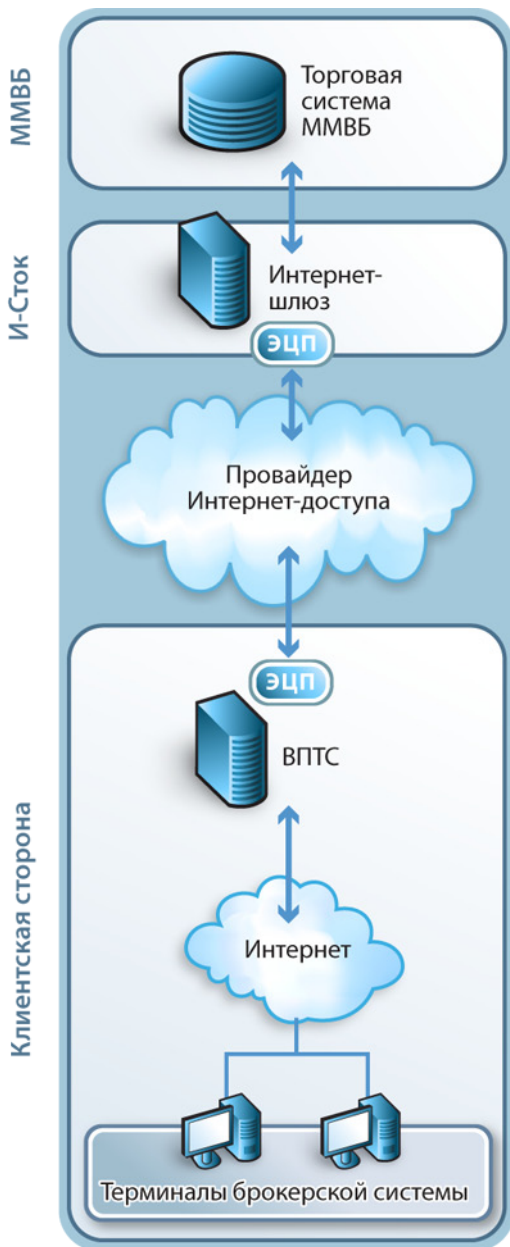 ММВБ
Торговая
система
ММВБ
И-Сток
Интернет-
шлюз
ЭЦП
Провайдер
Интернет-доступа
Клиентская сторона
ЭЦП
ВПТС
Интернет
Терминалы брокерской системы